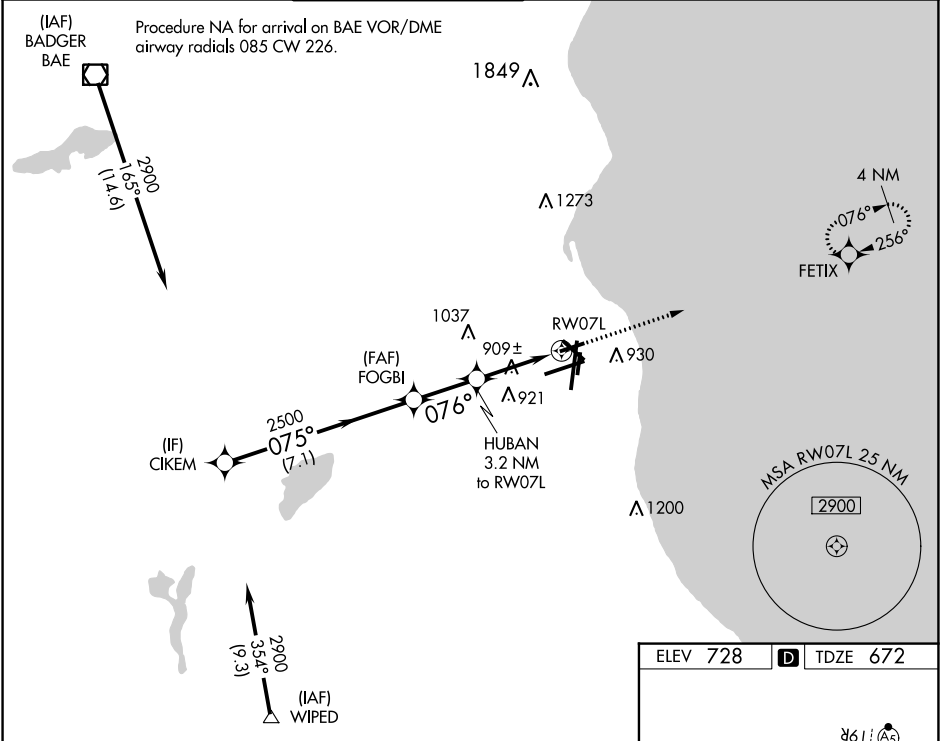 (IAF)
BADGER
BAE
Procedure NA for arrival on BAE VOR/DME
airway radials 085 CW 226.
1849
2900
165°
(14.6)
1273
4 NM
076°
256°
FETIX
1037
RW07L
909±
930
(FAF)
FOGBI
921
076°
2500
075°
(7.1)
(IF)
CIKEM
HUBAN
3.2 NM
to RW07L
MSA RW07L 25 NM
2900
1200
2900
354°
(9.3)
(IAF)
WIPED
ELEV 728 D TDZE 672
19R
A5